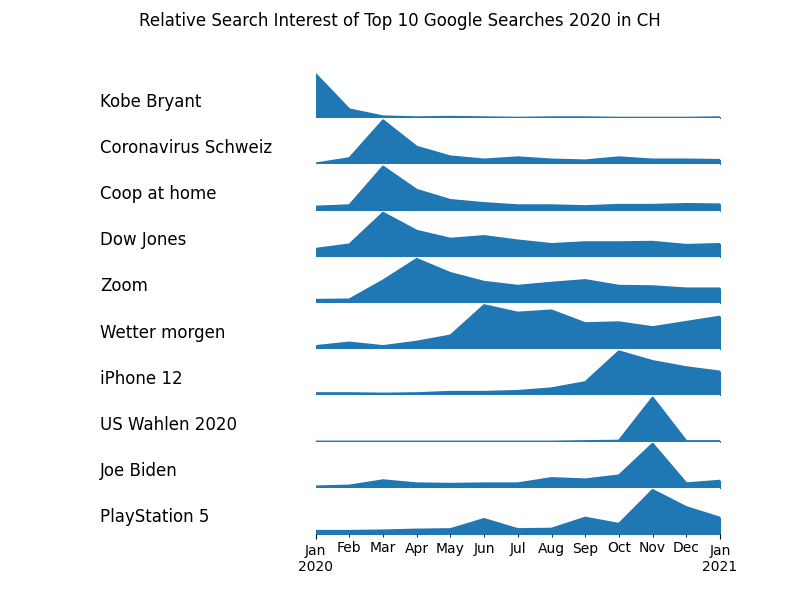 Relative Search Interest of Top 10 Google Searches 2020 in CH
Kobe Bryant
Coronavirus Schweiz
Coop at home
Dow Jones
Zoom
Wetter morgen
iPhone 12
US Wahlen 2020
Joe Biden
PlayStation 5
Jan Feb Mar Apr May Jun Jul Aug Sep Oct Nov Dec Jan
2020 2021